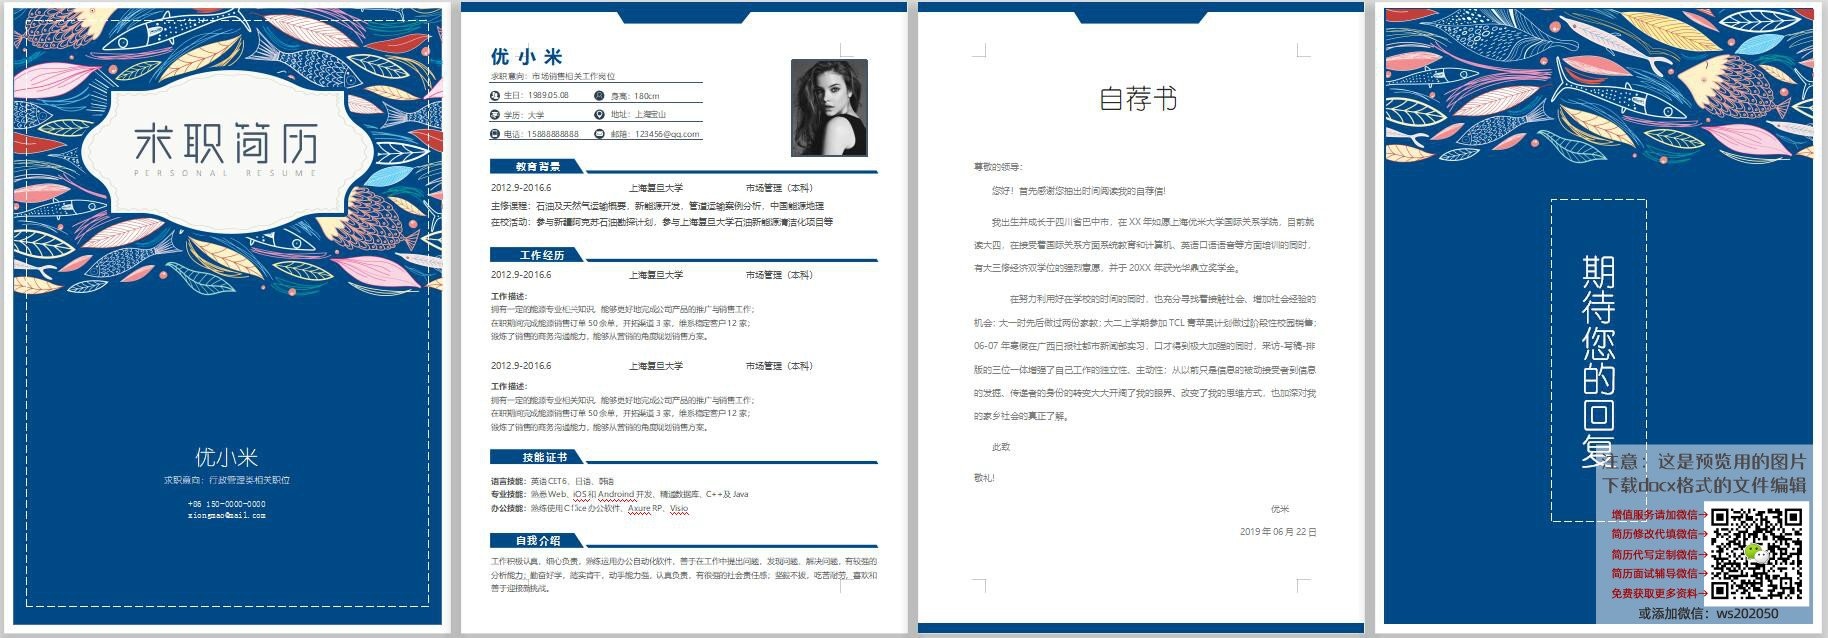 求职简历
PERSONAL RESUME
优小米
求职意向：行政管理类相关职位
+86 150-0000-0000
xiongmao@mail.com
优小米
求职意向：市场销售相关工作岗位
生日：1989.05.08
身高：180cm
学历：大学
地址：上海宝山
电话：15888888888
邮箱：123456@qq.com
教育背景
2012.9-2016.6 上海复旦大学 市场管理（本科）
主修课程：石油及天然气运输概要，新能源开发，管道运输案例分析，中国能源地理
在校活动：参与新疆阿克苏石油勘探计划，参与上海复旦大学石油新能源清洁化项目等
工作经历
2012.9-2016.6 上海复旦大学 市场管理（本科）
工作描述：
拥有一定的能源专业相关知识，能够更好地完成公司产品的推广与销售工作；
在职期间完成能源销售订单 50 余单，开拓渠道 3 家，维系稳定客户 12 家；
锻炼了销售的商务沟通能力，能够从营销的角度规划销售方案。
2012.9-2016.6 上海复旦大学 市场管理（本科）
工作描述：
拥有一定的能源专业相关知识，能够更好地完成公司产品的推广与销售工作；
在职期间完成能源销售订单 50 余单，开拓渠道 3 家，维系稳定客户 12 家；
锻炼了销售的商务沟通能力，能够从营销的角度规划销售方案。
技能证书
语言技能：英语 CET6、日语、韩语
专业技能：熟悉 Web、iOS 和 Androind 开发，精通数据库、C++及 Java
办公技能：熟练使用 Office 办公软件、Axure RP、Visio
自我介绍
工作积极认真，细心负责，熟练运用办公自动化软件，善于在工作中提出问题、发现问题、解决问题，有较强的
分析能力；勤奋好学，踏实肯干，动手能力强，认真负责，有很强的社会责任感；坚毅不拔，吃苦耐劳，喜欢和
善于迎接新挑战。
自荐书
尊敬的领导：
您好！首先感谢您抽出时间阅读我的自荐信！
我出生并成长于四川省巴中市，在 XX 年如愿上海优米大学国际关系学院，目前就
读大四，在接受着国际关系方面系统教育和计算机、英语口语语音等方面培训的同时，
有大三修经济双学位的强烈意愿，并于 20XX 年获光华鼎立奖学金。
在努力利用好在学校的时间的同时，也充分寻找着接触社会、增加社会经验的
机会：大一时先后做过两份家教；大二上学期参加 TCL 青苹果计划做过阶段性校园销售；
06-07 年寒假在广西日报社都市新闻部实习，口才得到极大加强的同时，采访-写稿-排
版的三位一体增强了自己工作的独立性、主动性；从以前只是信息的被动接受者到信息
的发掘、传递者的身份的转变大大开阔了我的眼界、改变了我的思维方式，也加深对我
的家乡社会的真正了解。
此致
敬礼！
优米
2019 年 06 月 22 日
期待您的回复
注意：这是预览用的图片
下载docx格式的文件编辑
增值服务请加微信→
简历修改代填微信→
简历代写定制微信→
简历面试辅导微信→
免费获取更多资料→
或添加微信：ws202050